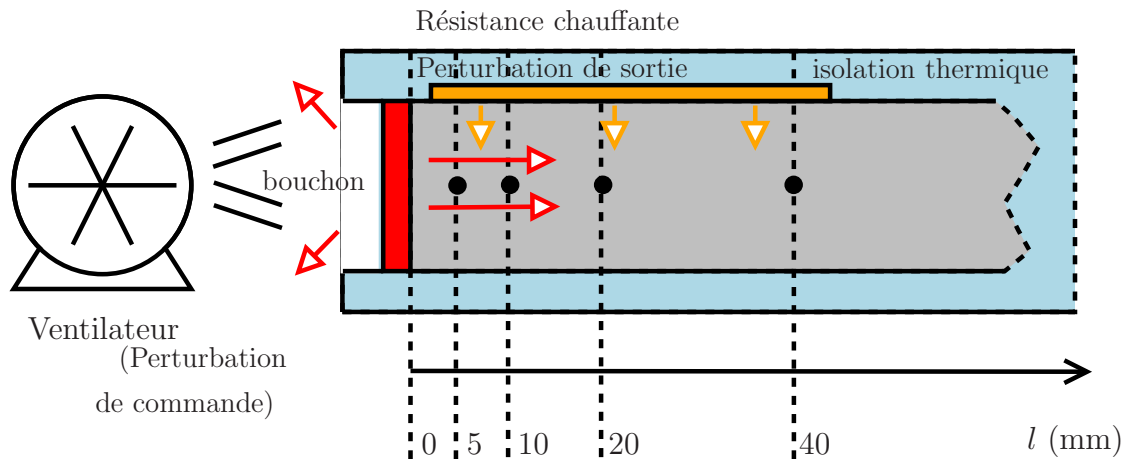 Résistance chauffante
Perturbation de sortie
isolation thermique
bouchon
Ventilateur
(Perturbation
de commande)
0 5 10 20 40 l (mm)